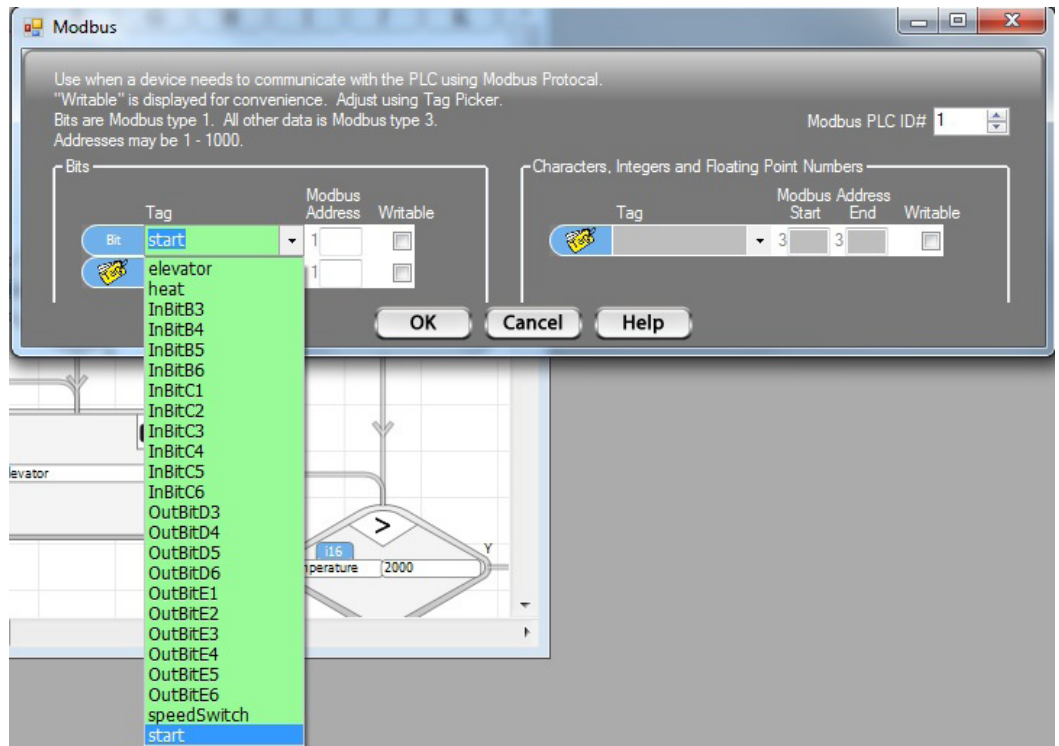 Modbus
Use when a device needs to communicate with the PLC using Modbus Protocal.
"Writable" is displayed for convenience. Adjust using Tag Picker.
Bits are Modbus type 1. All other data is Modbus type 3.
Addresses may be 1 - 1000.
Modbus PLC ID# 1
Bits
Tag Modbus Address Writable
Bit start 1
1
Characters, Integers and Floating Point Numbers
Tag Modbus Address Start End Writable
3 3
OK Cancel Help
elevator
heat
InBitB3
InBitB4
InBitB5
InBitB6
InBitC1
InBitC2
InBitC3
InBitC4
InBitC5
InBitC6
OutBitD3
OutBitD4
OutBitD5
OutBitD6
OutBitE1
OutBitE2
OutBitE3
OutBitE4
OutBitE5
OutBitE6
speedSwitch
start
evator
>
i16
nperature 2000
Y